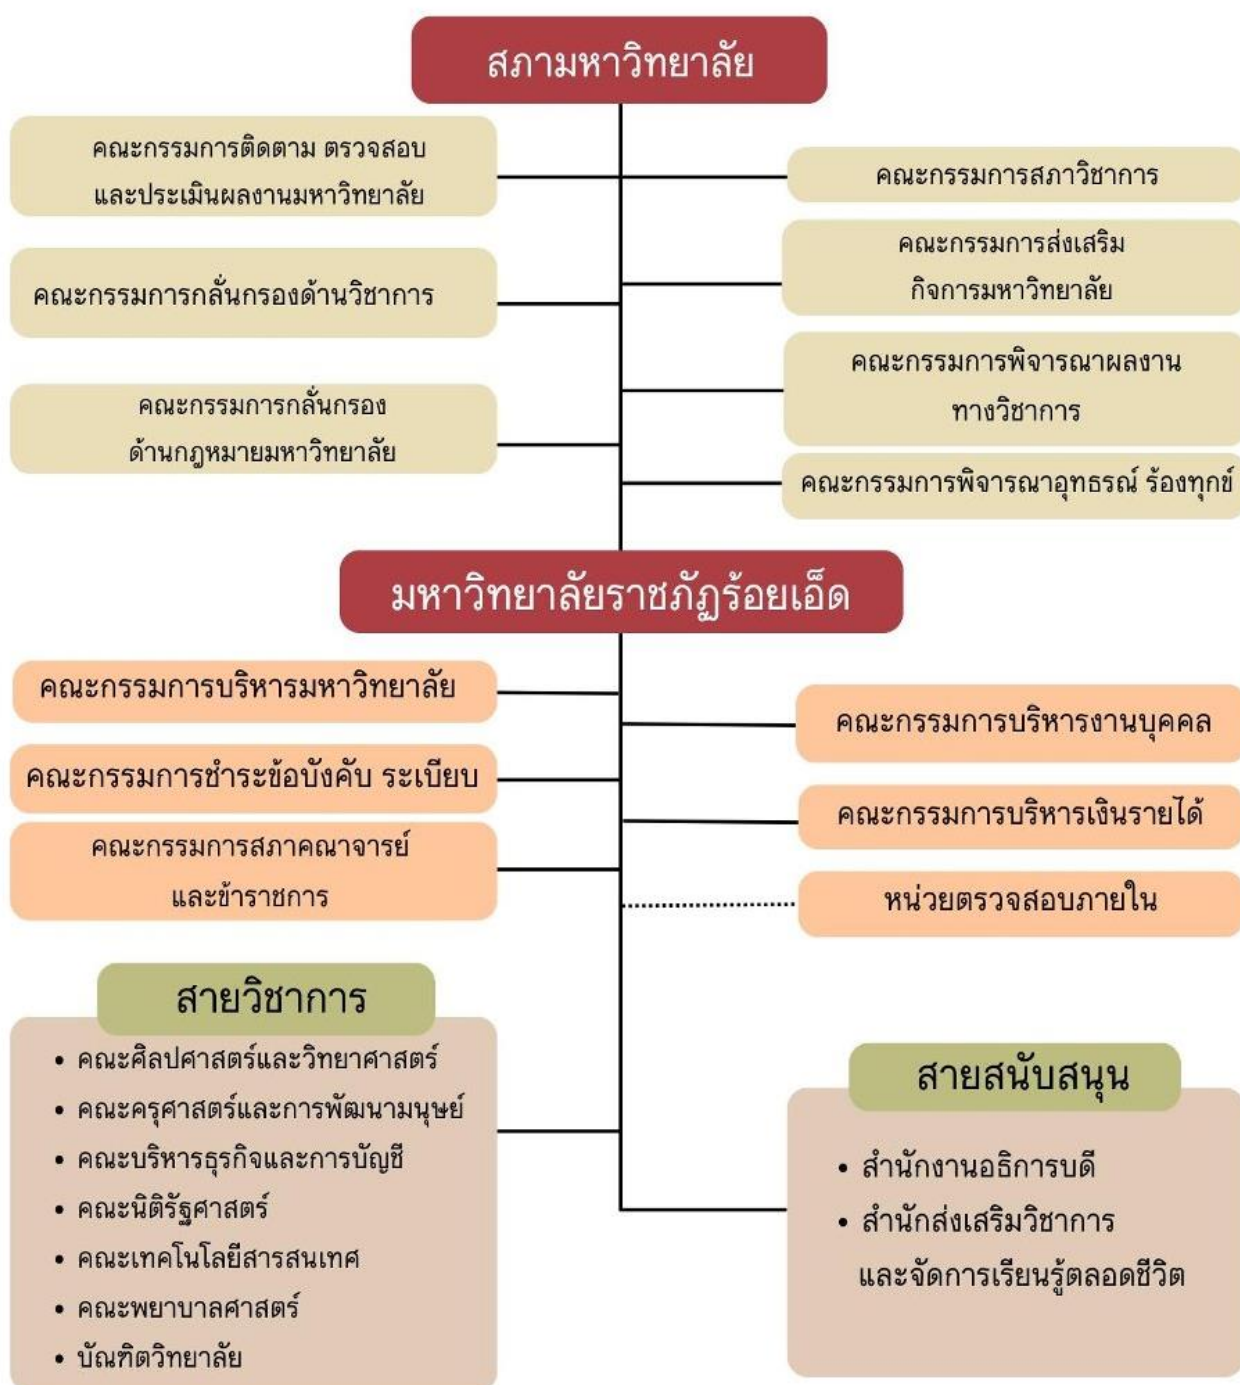 สภามหาวิทยาลัย
คณะกรรมการติดตาม ตรวจสอบ
และประเมินผลงานมหาวิทยาลัย
คณะกรรมการสภาวิชาการ
คณะกรรมการส่งเสริม
กิจการมหาวิทยาลัย
คณะกรรมการกลั่นกรองด้านวิชาการ
คณะกรรมการพิจารณาผลงาน
ทางวิชาการ
คณะกรรมการกลั่นกรอง
ด้านกฎหมายมหาวิทยาลัย
คณะกรรมการพิจารณาอุทธรณ์ ร้องทุกข์
มหาวิทยาลัยราชภัฏร้อยเอ็ด
คณะกรรมการบริหารมหาวิทยาลัย
คณะกรรมการบริหารงานบุคคล
คณะกรรมการชำระข้อบังคับ ระเบียบ
คณะกรรมการบริหารเงินรายได้
คณะกรรมการสภาคณาจารย์
และข้าราชการ
หน่วยตรวจสอบภายใน
สายวิชาการ
• คณะศิลปศาสตร์และวิทยาศาสตร์
• คณะครุศาสตร์และการพัฒนามนุษย์
• คณะบริหารธุรกิจและการบัญชี
• คณะนิติรัฐศาสตร์
• คณะเทคโนโลยีสารสนเทศ
• คณะพยาบาลศาสตร์
• บัณฑิตวิทยาลัย
สายสนับสนุน
• สำนักงานอธิการบดี
• สำนักส่งเสริมวิชาการ
และจัดการเรียนรู้ตลอดชีวิต